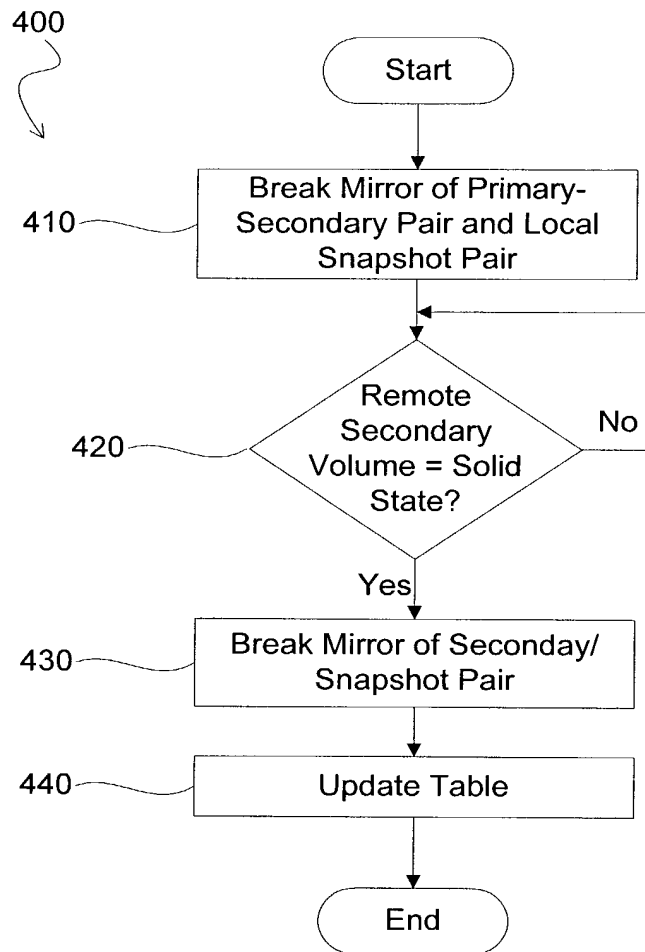 400
Start
410
Break Mirror of Primary-
Secondary Pair and Local
Snapshot Pair
420
Remote
Secondary
Volume = Solid
State?
No
Yes
430
Break Mirror of Seconday/
Snapshot Pair
440
Update Table
End